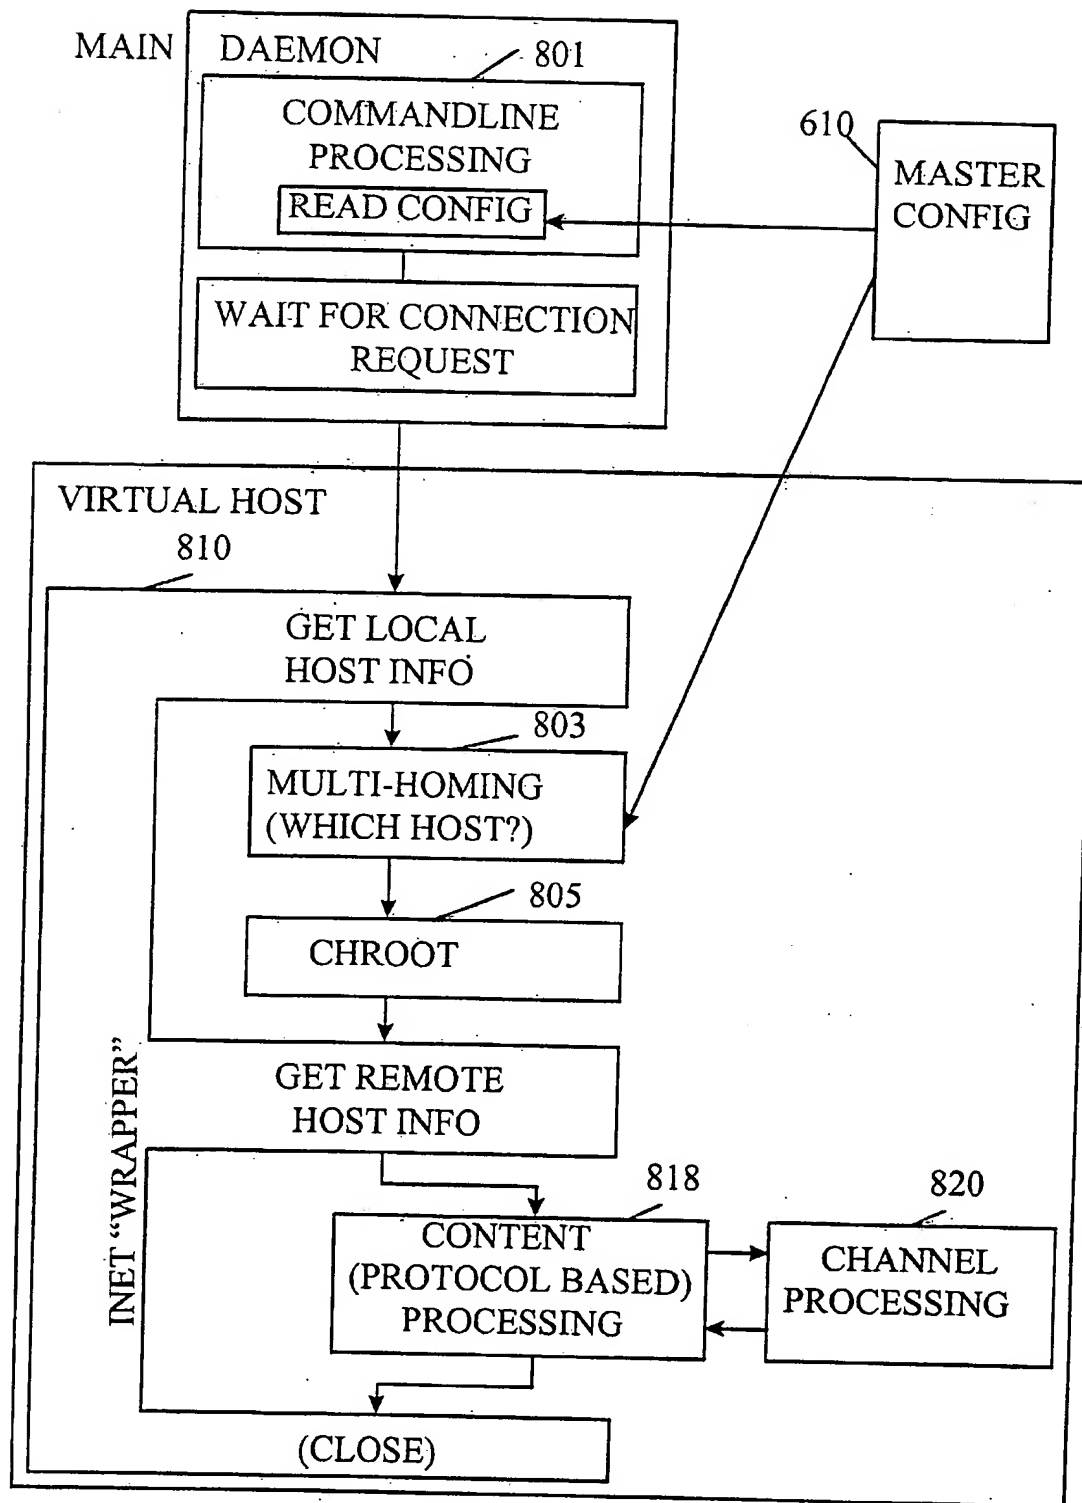 MAIN
DAEMON
801
COMMANDLINE
PROCESSING
READ CONFIG
610
MASTER
CONFIG
WAIT FOR CONNECTION
REQUEST
VIRTUAL HOST
810
GET LOCAL
HOST INFO
803
MULTI-HOMING
(WHICH HOST?)
805
CHROOT
GET REMOTE
HOST INFO
INET “WRAPPER”
818
CONTENT
(PROTOCOL BASED)
PROCESSING
820
CHANNEL
PROCESSING
(CLOSE)